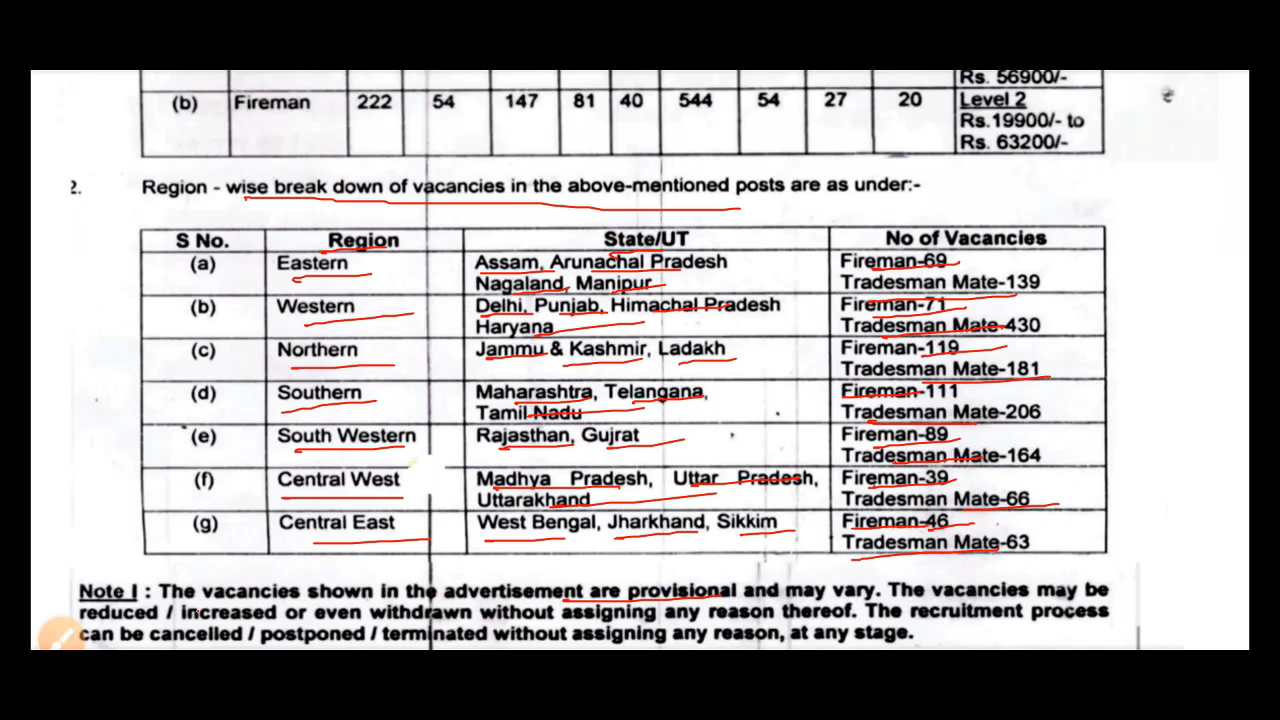 Rs. 56900/-
(b) Fireman 222 54 147 81 40 544 54 27 20 Level 2
Rs.19900/- to
Rs. 63200/-
2. Region - wise break down of vacancies in the above-mentioned posts are as under:-
S No. Region State/UT No of Vacancies
(a) Eastern Assam, Arunachal Pradesh Fireman-69
Nagaland, Manipur Tradesman Mate-139
(b) Western Delhi, Punjab, Himachal Pradesh Fireman-71
Haryana Tradesman Mate-430
(c) Northern Jammu & Kashmir, Ladakh Fireman-119
Tradesman Mate-181
(d) Southern Maharashtra, Telangana, Fireman-111
Tamil Nadu Tradesman Mate-206
(e) South Western Rajasthan, Gujrat Fireman-89
Tradesman Mate-164
(f) Central West Madhya Pradesh, Uttar Pradesh, Fireman-39
Uttarakhand Tradesman Mate-66
(g) Central East West Bengal, Jharkhand, Sikkim Fireman-46
Tradesman Mate-63
Note I : The vacancies shown in the advertisement are provisional and may vary. The vacancies may be
reduced / increased or even withdrawn without assigning any reason thereof. The recruitment process
can be cancelled / postponed / terminated without assigning any reason, at any stage.